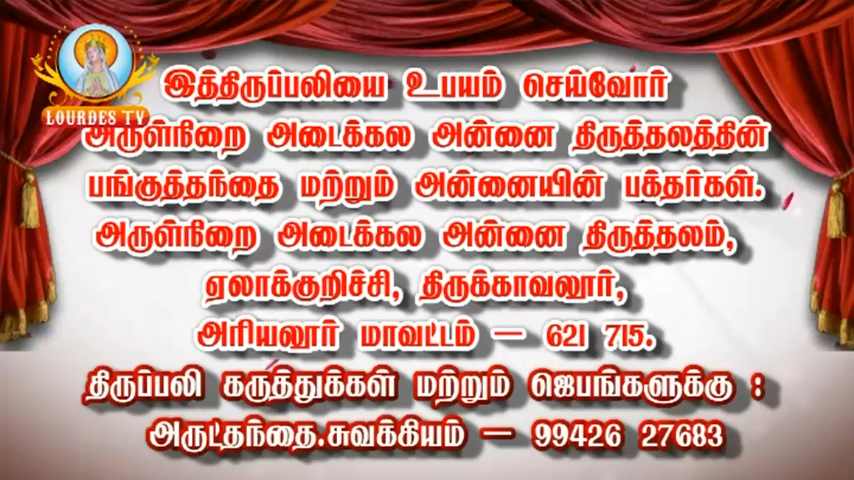 LOURDES TV
இத்திருப்பலியை உபயம் செய்வோர்
அருள்நிறை அடைக்கல அன்னை திருத்தலத்தின்
பங்குத்தந்தை மற்றும் அன்னையின் பக்தர்கள்.
அருள்நிறை அடைக்கல அன்னை திருத்தலம்,
ஏலாக்குறிச்சி, திருக்காவலூர்,
அரியலூர் மாவட்டம் – 621 715.
திருப்பலி கருத்துக்கள் மற்றும் ஜெபங்களுக்கு :
அருட்தந்தை.சுவக்கியம் – 99426 27683